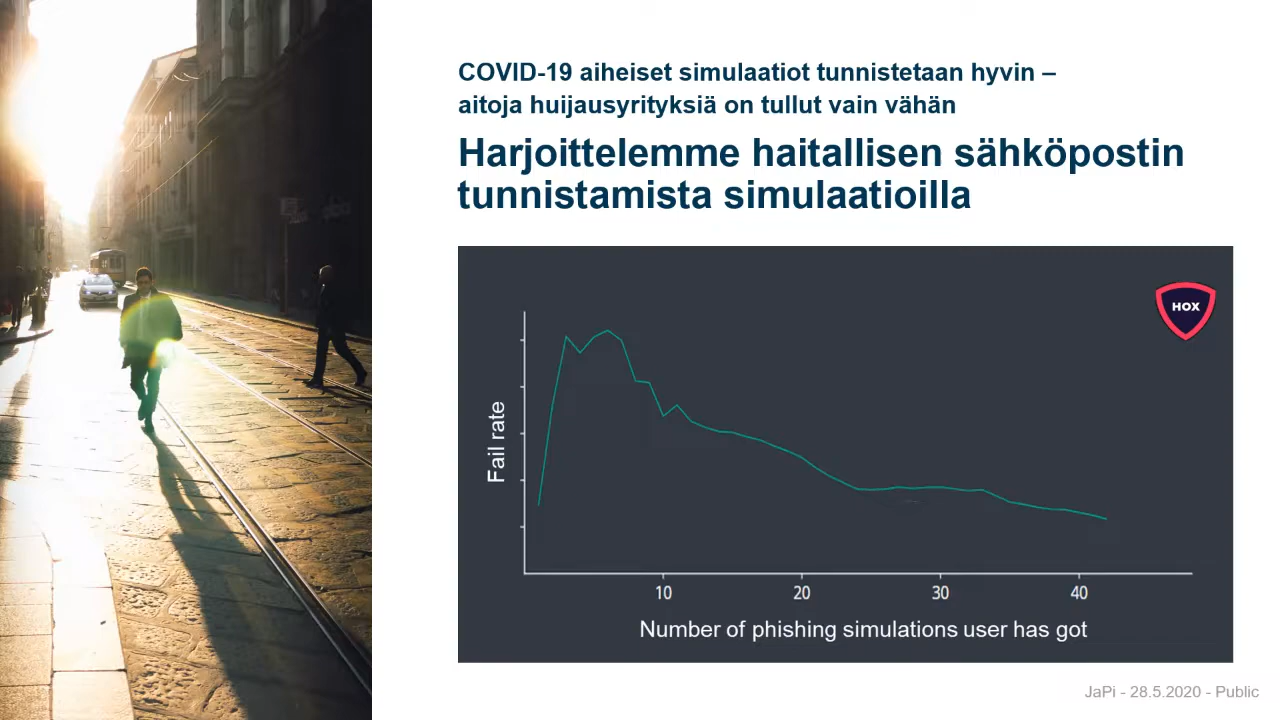 COVID-19 aiheiset simulaatiot tunnistetaan hyvin –
aitoja huijausyrityksiä on tullut vain vähän
Harjoittelemme haitallisen sähköpostin
tunnistamista simulaatioilla
HOX
Fail rate
10 20 30 40
Number of phishing simulations user has got
JaPi - 28.5.2020 - Public